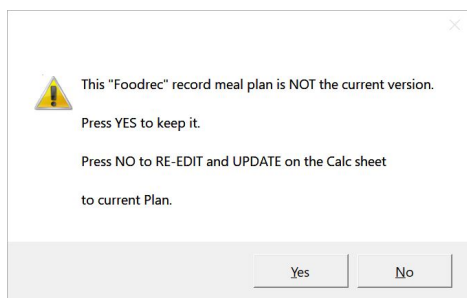 This "Foodrec" record meal plan is NOT the current version.
Press YES to keep it.
Press NO to RE-EDIT and UPDATE on the Calc sheet
to current Plan.
Yes
No